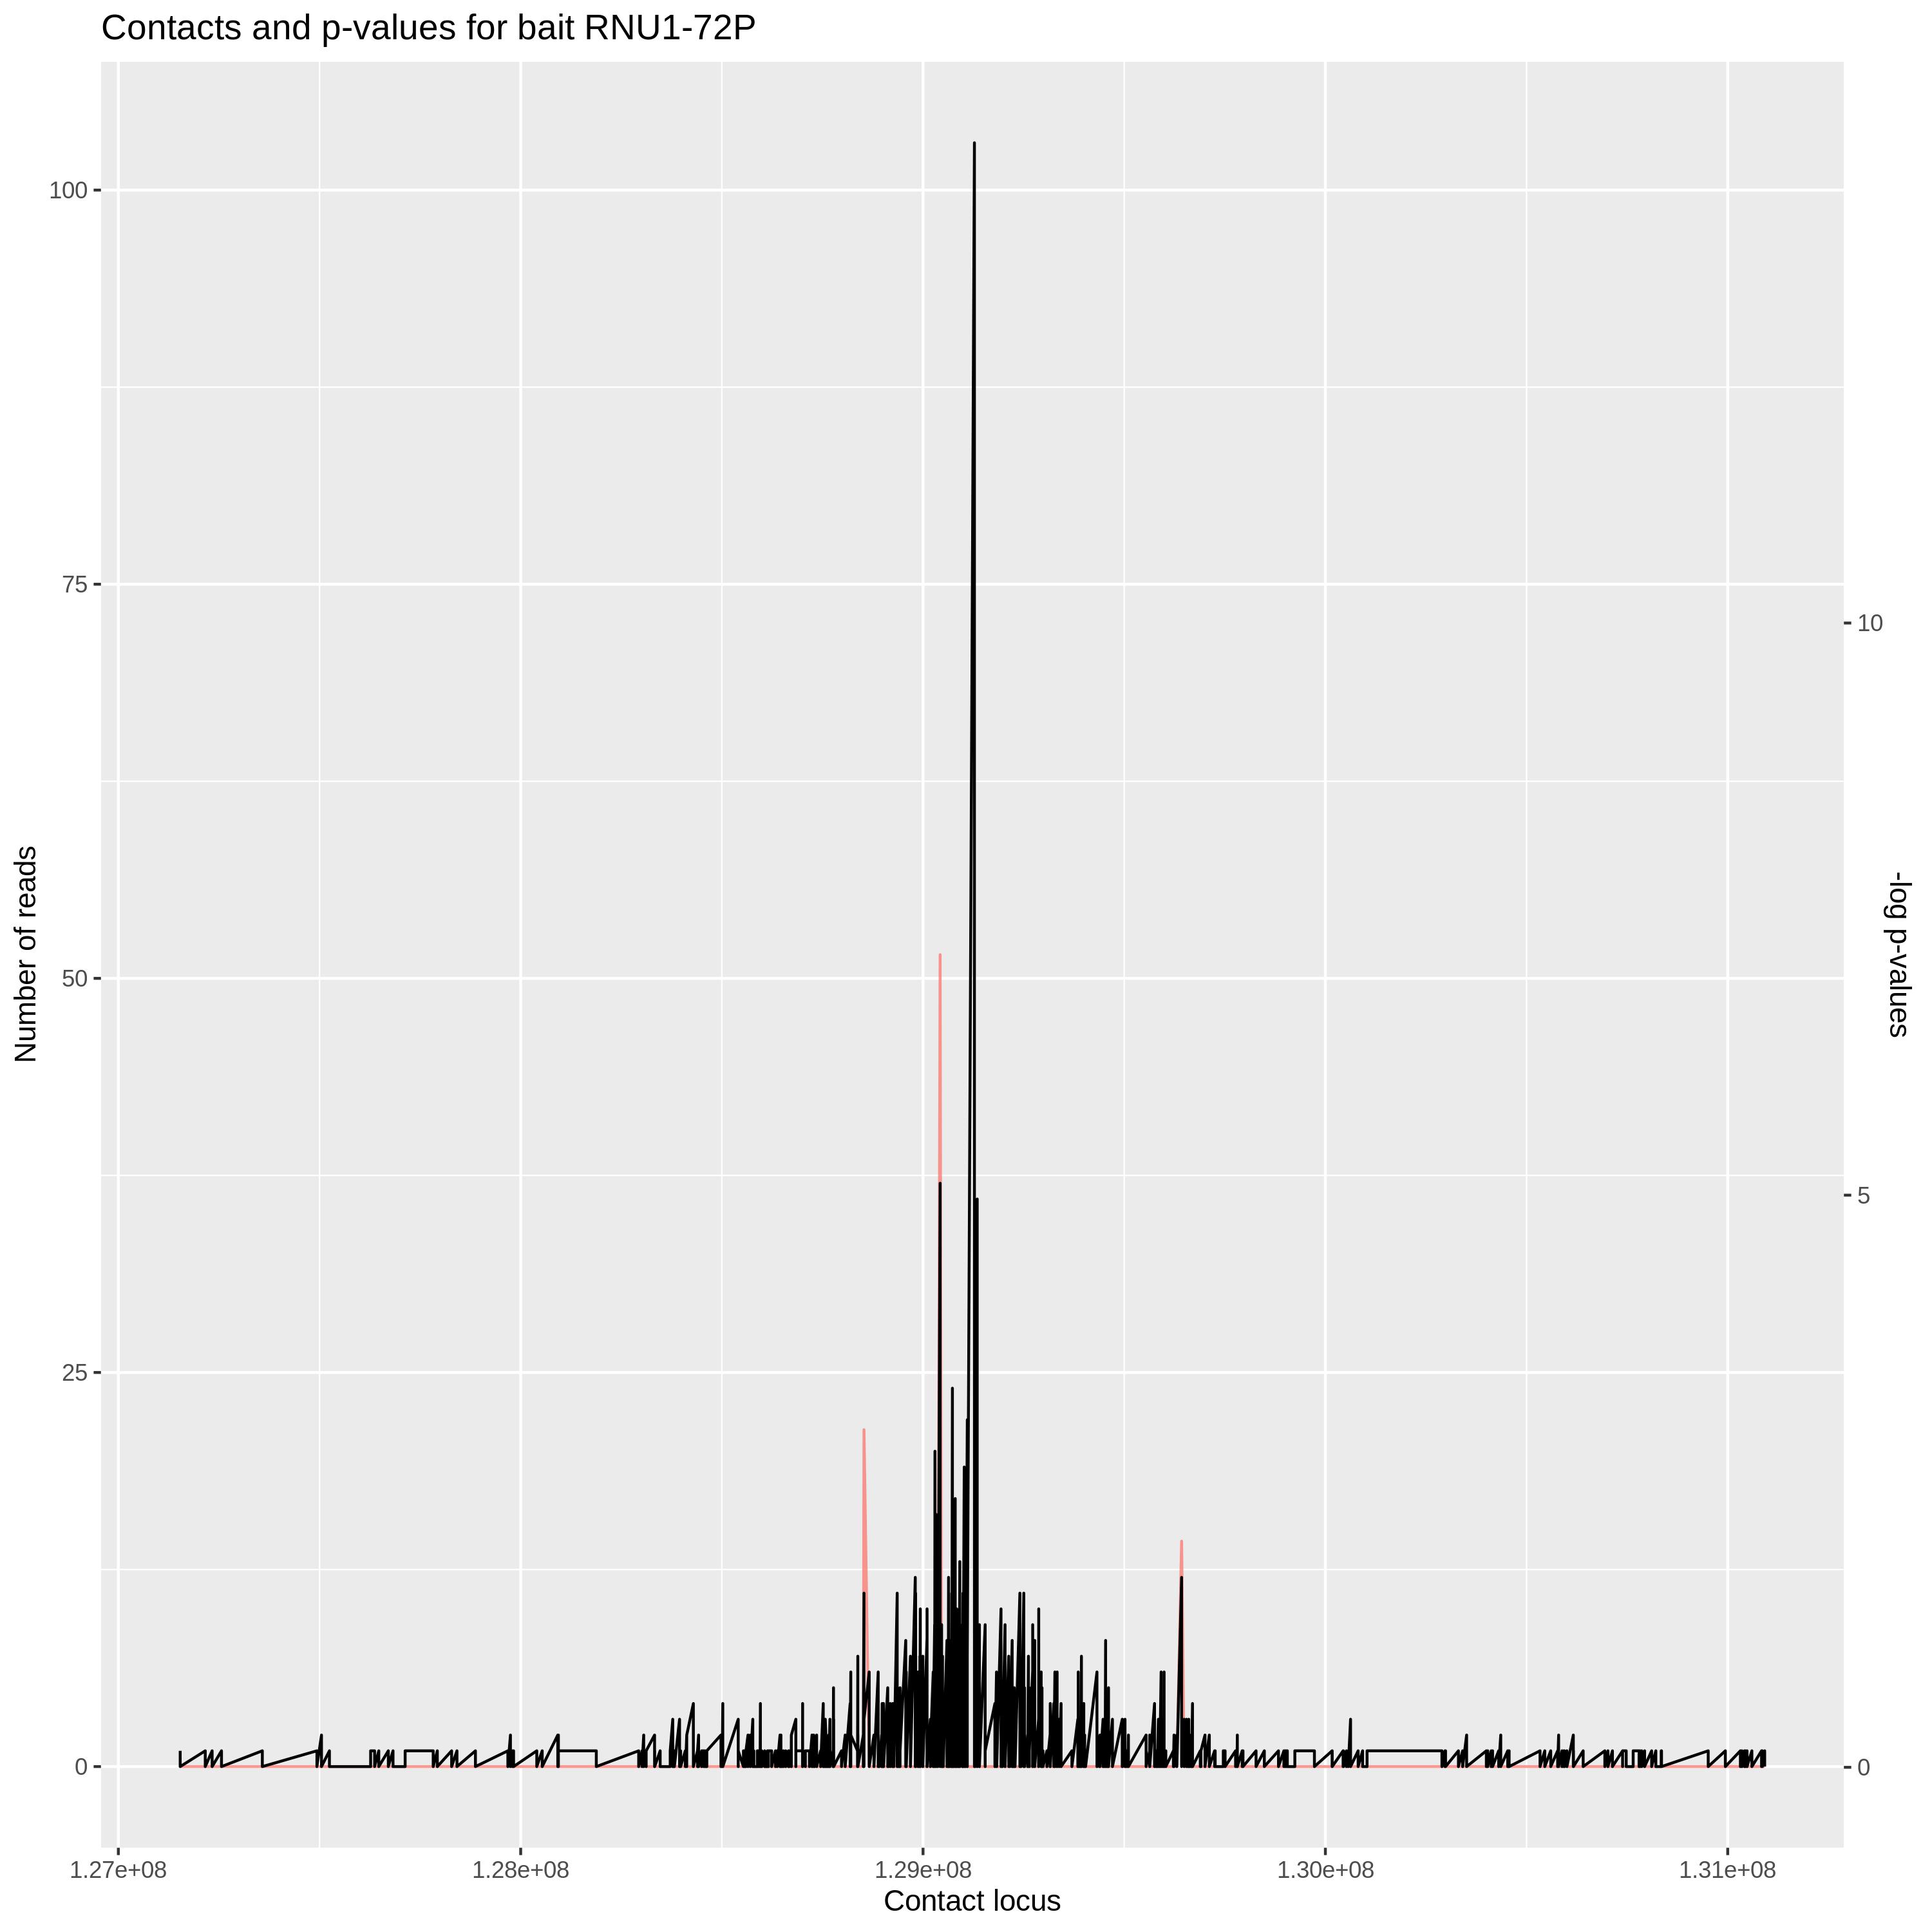 Contacts and p-values for bait RNU1-72P
100
75
50
25
0
Number of reads
10
5
0
-log p-values
1.27e+08
1.28e+08
1.29e+08
1.30e+08
1.31e+08
Contact locus